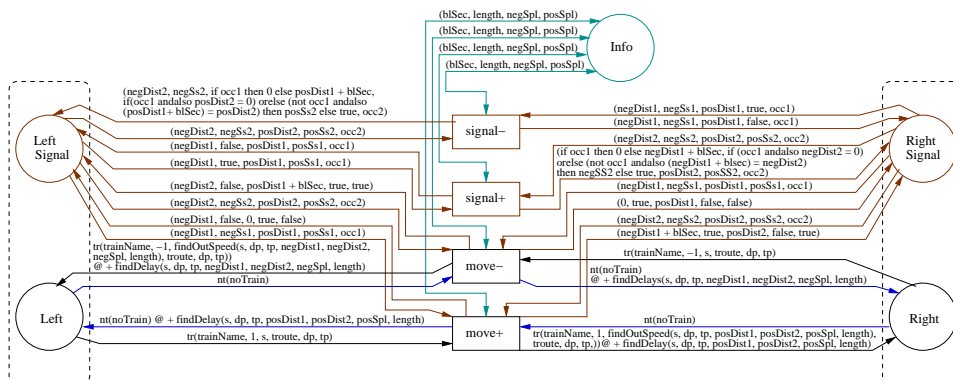 (blSec, length, negSpl, posSpl)
(blSec, length, negSpl, posSpl)
(blSec, length, negSpl, posSpl)
(blSec, length, negSpl, posSpl)
Info
(negDist2, negSs2, if occ1 then 0 else posDist1 + blSec,
if(occ1 andalso posDist2 = 0) orelse (not occ1 andalso
(posDist1+ blSec) = posDist2) then posSs2 else true, occ2)
(negDist2, negSS2, posDist2, posSS2, occ2)
(negDist1, false, posDist1, posSs1, occ1)
(negDist1, true, posDist1, posSs1, occ1)
(negDist2, false, posDist1 + blSec, true, true)
(negDist2, negSs2, posDist2, posSs2, occ2)
(negDist1, false, 0, true, false)
(negDist1, negSs1, posDist1, posSs1, occ1)
Left
Signal
signal−
signal+
(negDist1, negSs1, posDist1, true, occ1)
(negDist1, negSs1, posDist1, false, occ1)
(negDist2, negSs2, posDist2, posSs2, occ2)
(if occ1 then 0 else negDist1 + blSec, if (occ1 andalso negDist2 = 0)
orelse (not occ1 andalso (negDist1 + blsec) = negDist2)
then negSS2 else true, posDist2, posSS2, occ2)
(negDist1, negSs1, posDist1, posSs1, occ1)
(0, true, posDist1, false, false)
(negDist2, negSs2, posDist2, posSs2, occ2)
(negDist1 + blSec, true, posDist2, false, true)
Right
Signal
tr(trainName, −1, findOutSpeed(s, dp, tp, negDist1, negDist2,
negSpl, length), troute, dp, tp))
@ + findDelay(s, dp, tp, negDist1, negDist2, negSpl, length)
nt(noTrain)
move−
tr(trainName, −1, s, troute, dp, tp)
nt(noTrain)
@ + findDelays(s, dp, tp, negDist1, negDist2, negSpl, length)
Left
nt(noTrain) @ + findDelay(s, dp, tp, posDist1, posDist2, posSpl, length)
tr(trainName, 1, s, troute, dp, tp)
move+
nt(noTrain)
tr(trainName, 1, findOutSpeed(s, dp, tp, posDist1, posDist2, posSpl, length),
troute, dp, tp,))@ + findDelay(s, dp, tp, posDist1, posDist2, posSpl, length)
Right